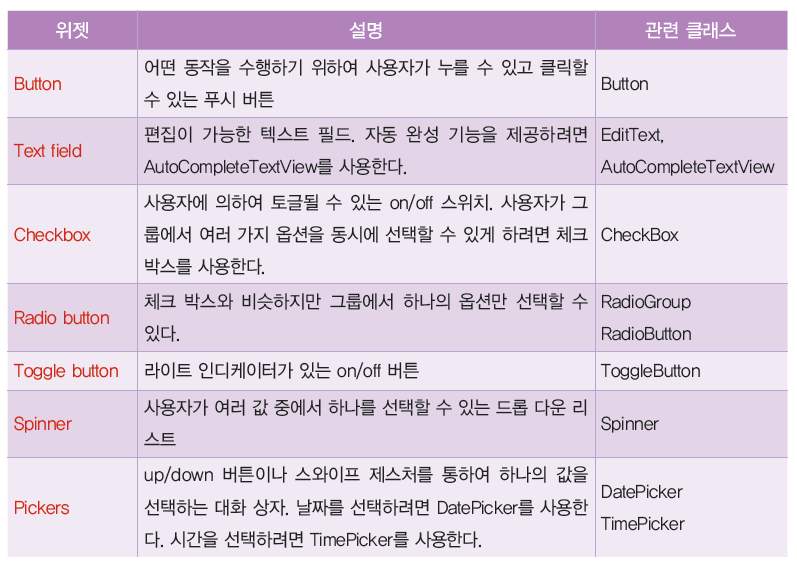 위젯 설명 관련 클래스
Button
어떤 동작을 수행하기 위하여 사용자가 누를 수 있고 클릭할
수 있는 푸시 버튼
Button
Text field
편집이 가능한 텍스트 필드. 자동 완성 기능을 제공하려면
AutoCompleteTextView를 사용한다.
EditText,
AutoCompleteTextView
Checkbox
사용자에 의하여 토글될 수 있는 on/off 스위치. 사용자가 그
룹에서 여러 가지 옵션을 동시에 선택할 수 있게 하려면 체크
박스를 사용한다.
CheckBox
Radio button
체크 박스와 비슷하지만 그룹에서 하나의 옵션만 선택할 수
있다.
RadioGroup
RadioButton
Toggle button
라이트 인디케이터가 있는 on/off 버튼
ToggleButton
Spinner
사용자가 여러 값 중에서 하나를 선택할 수 있는 드롭 다운 리
스트
Spinner
Pickers
up/down 버튼이나 스와이프 제스처를 통하여 하나의 값을
선택하는 대화 상자. 날짜를 선택하려면 DatePicker를 사용한
다. 시간을 선택하려면 TimePicker를 사용한다.
DatePicker
TimePicker